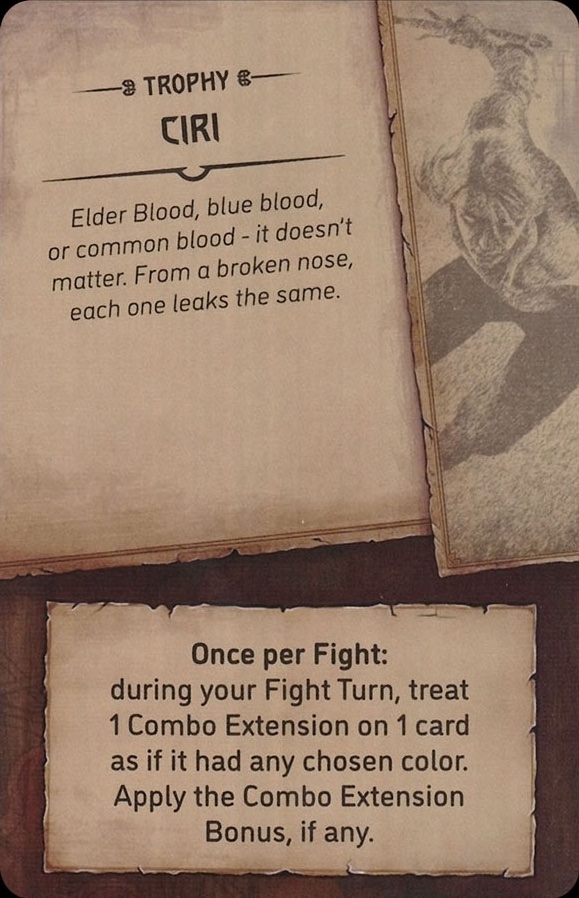 TROPHY
CIRI
Elder Blood, blue blood,
or common blood - it doesn't
matter. From a broken nose,
each one leaks the same.
Once per Fight:
during your Fight Turn, treat
1 Combo Extension on 1 card
as if it had any chosen color.
Apply the Combo Extension
Bonus, if any.